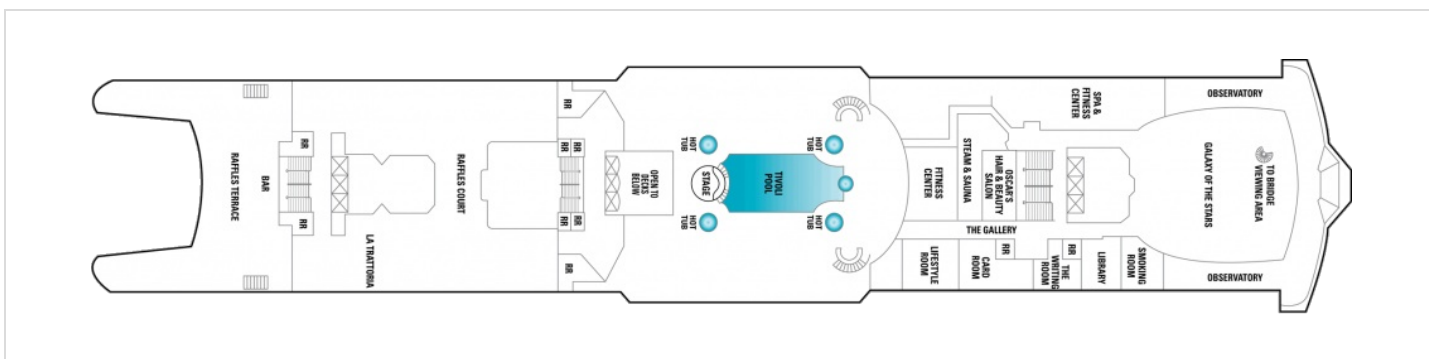 RAFFLES TERRACE
BAR
RR
RR
LA TRATTORIA
RAFFLES COURT
RR
RR
RR
RR
RR
RR
OPEN TO
DECKS
BELOW
HOT
TUB
HOT
TUB
STAGE
TIVOLI
POOL
HOT
TUB
HOT
TUB
FITNESS
CENTER
STEAM & SAUNA
OSCAR'S
HAIR & BEAUTY
SALON
SPA &
FITNESS
CENTER
THE GALLERY
LIFESTYLE
ROOM
CARD
ROOM
RR
THE
WRITING
ROOM
RR
LIBRARY
SMOKING
ROOM
OBSERVATORY
GALAXY OF THE STARS
TO BRIDGE
VIEWING AREA
OBSERVATORY